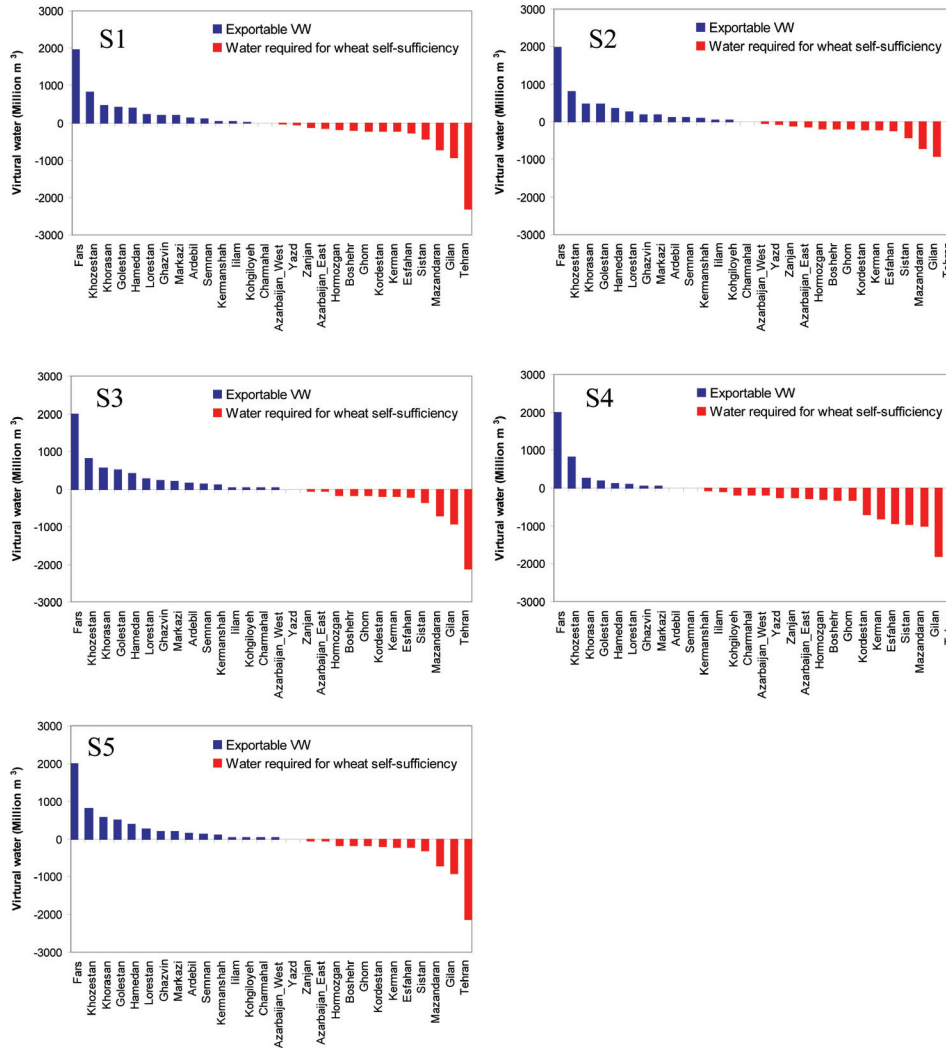 S1
Exportable VW
Water required for wheat self-sufficiency
Virtural water (Million m ³)
3000
2000
1000
0
-1000
-2000
-3000
Fars
Khozestan
Khorasan
Golestan
Hamedan
Lorestan
Ghazvin
Markazi
Ardebil
Semnan
Kermanshah
Iilam
Kohgiloyeh
Charmahal
Azarbaijan_West
Yazd
Zanjan
Azarbaijan_East
Hormozgan
Boshehr
Ghom
Kordestan
Kerman
Esfahan
Sistan
Mazandaran
Gilan
Tehran
S2
Exportable VW
Water required for wheat self-sufficiency
Virtural water (Million m ³)
3000
2000
1000
0
-1000
-2000
-3000
Fars
Khozestan
Khorasan
Golestan
Hamedan
Lorestan
Ghazvin
Markazi
Ardebil
Semnan
Kermanshah
Iilam
Kohgiloyeh
Charmahal
Azarbaijan_West
Yazd
Zanjan
Azarbaijan_East
Hormozgan
Boshehr
Ghom
Kordestan
Kerman
Esfahan
Sistan
Mazandaran
Gilan
Tehran
S3
Exportable VW
Water required for wheat self-sufficiency
Virtural water (Million m ³)
3000
2000
1000
0
-1000
-2000
-3000
Fars
Khozestan
Khorasan
Golestan
Hamedan
Lorestan
Ghazvin
Markazi
Ardebil
Semnan
Kermanshah
Iilam
Kohgiloyeh
Charmahal
Azarbaijan_West
Yazd
Zanjan
Azarbaijan_East
Hormozgan
Boshehr
Ghom
Kordestan
Kerman
Esfahan
Sistan
Mazandaran
Gilan
Tehran
S4
Exportable VW
Water required for wheat self-sufficiency
Virtural water (Million m ³)
3000
2000
1000
0
-1000
-2000
-3000
Fars
Khozestan
Khorasan
Golestan
Hamedan
Lorestan
Ghazvin
Markazi
Ardebil
Semnan
Kermanshah
Iilam
Kohgiloyeh
Charmahal
Azarbaijan_West
Yazd
Zanjan
Azarbaijan_East
Hormozgan
Boshehr
Ghom
Kordestan
Kerman
Esfahan
Sistan
Mazandaran
Gilan
S5
Exportable VW
Water required for wheat self-sufficiency
Virtural water (Million m ³)
3000
2000
1000
0
-1000
-2000
-3000
Fars
Khozestan
Khorasan
Golestan
Hamedan
Lorestan
Ghazvin
Markazi
Ardebil
Semnan
Kermanshah
Iilam
Kohgiloyeh
Charmahal
Azarbaijan_West
Yazd
Zanjan
Azarbaijan_East
Hormozgan
Boshehr
Ghom
Kordestan
Kerman
Esfahan
Sistan
Mazandaran
Gilan
Tehran